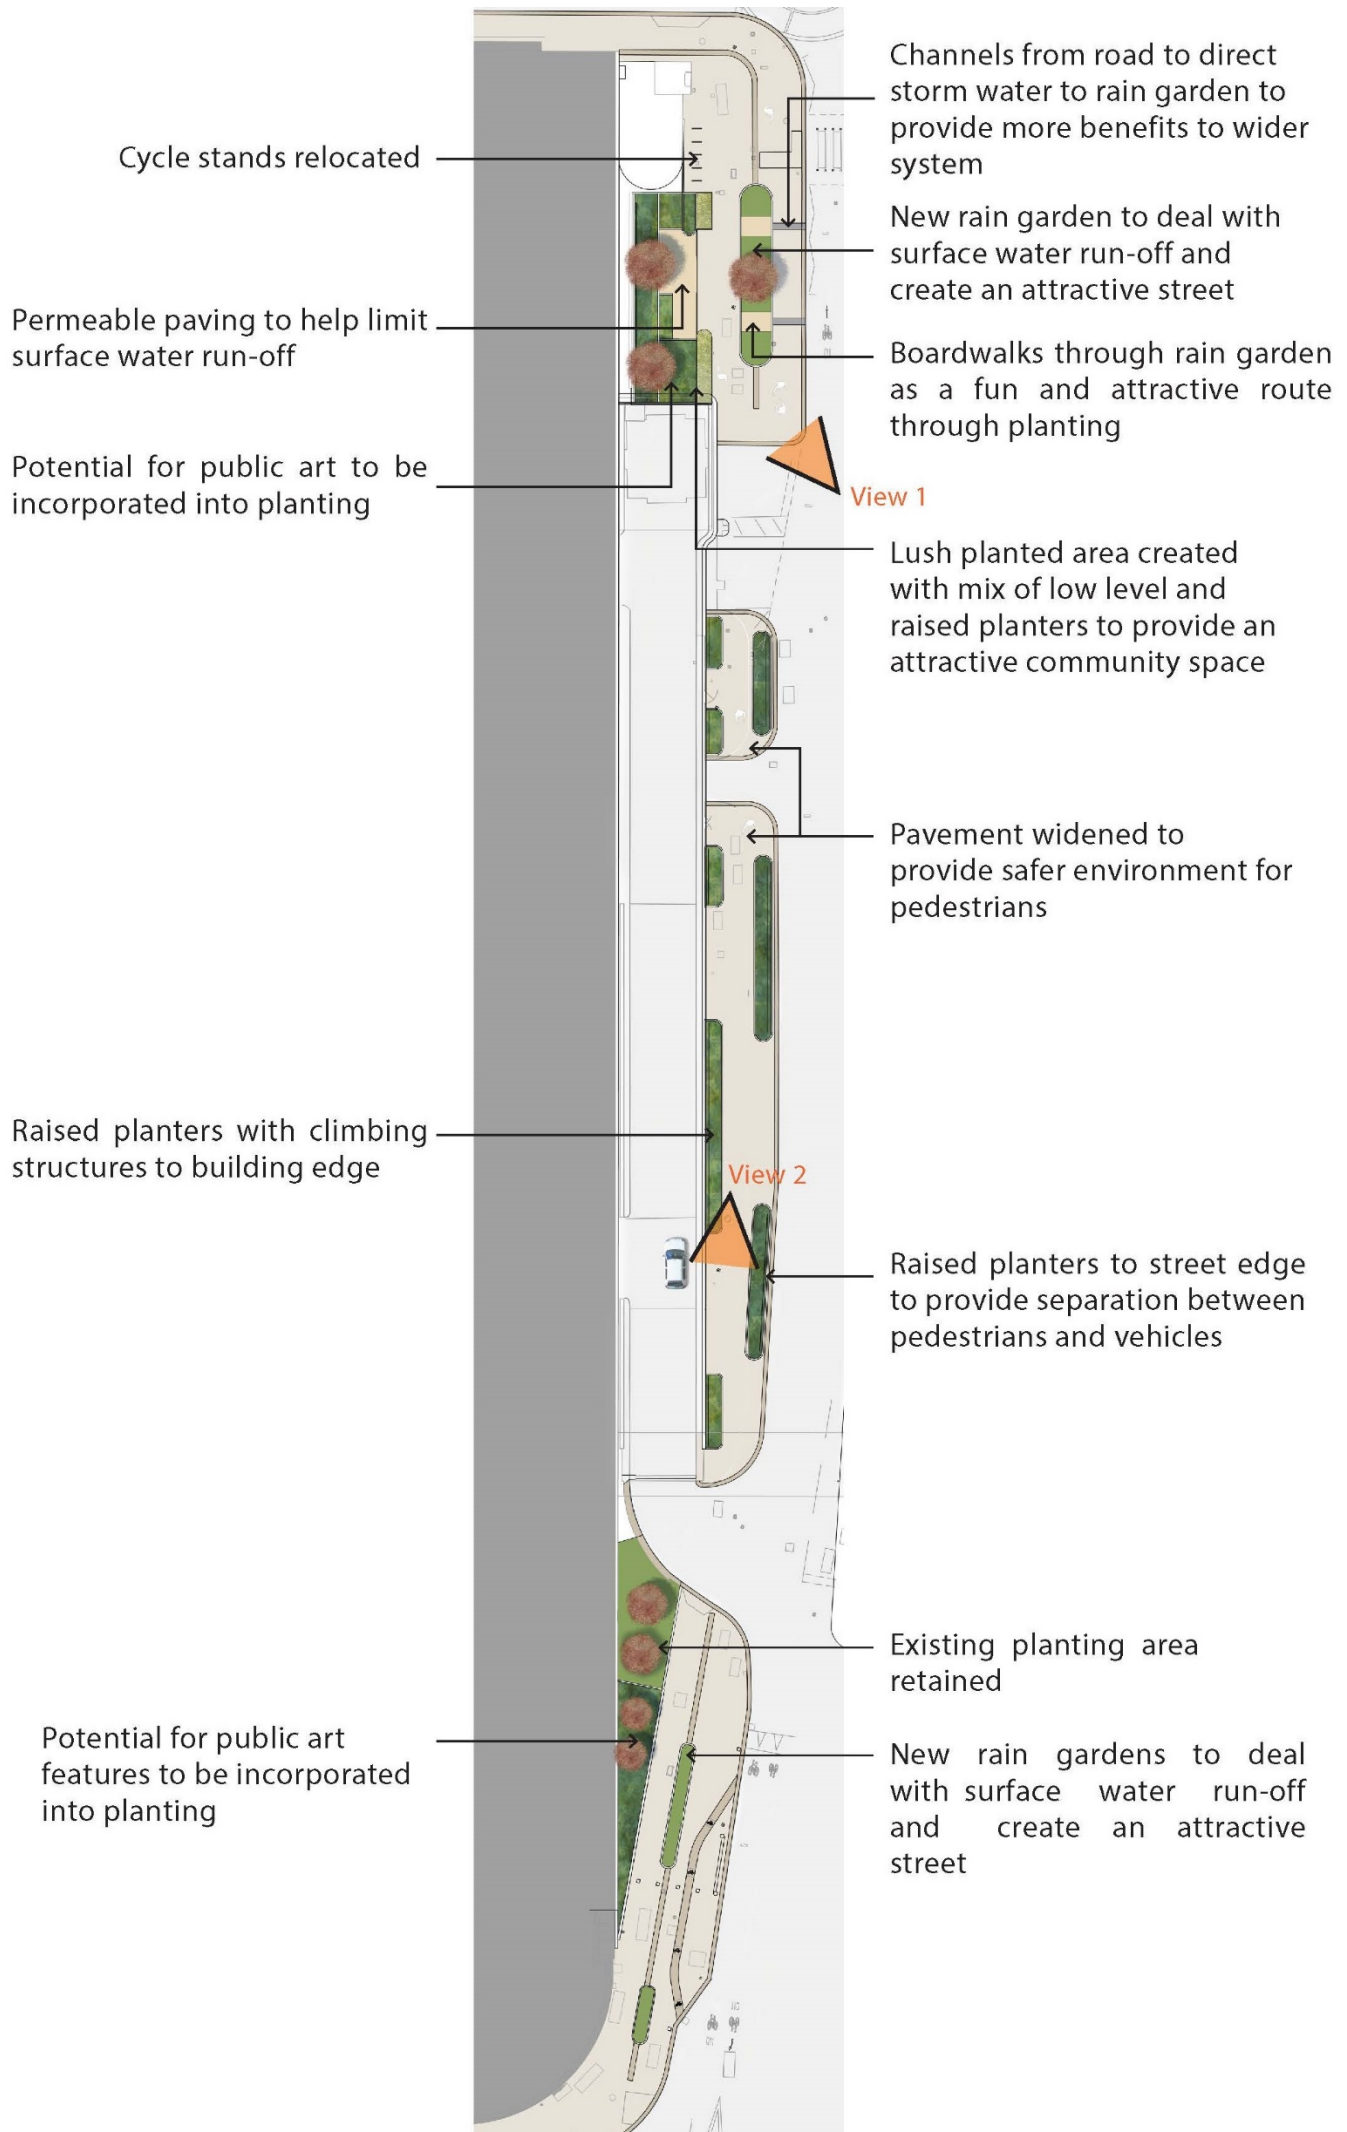 Channels from road to direct
storm water to rain garden to
provide more benefits to wider
system
Cycle stands relocated
New rain garden to deal with
surface water run-off and
create an attractive street
Permeable paving to help limit
surface water run-off
Boardwalks through rain garden
as a fun and attractive route
through planting
Potential for public art to be
incorporated into planting
View 1
Lush planted area created
with mix of low level and
raised planters to provide an
attractive community space
Pavement widened to
provide safer environment for
pedestrians
Raised planters with climbing
structures to building edge
View 2
Raised planters to street edge
to provide separation between
pedestrians and vehicles
Existing planting area
retained
Potential for public art
features to be incorporated
into planting
New rain gardens to deal
with surface water run-off
and create an attractive
street